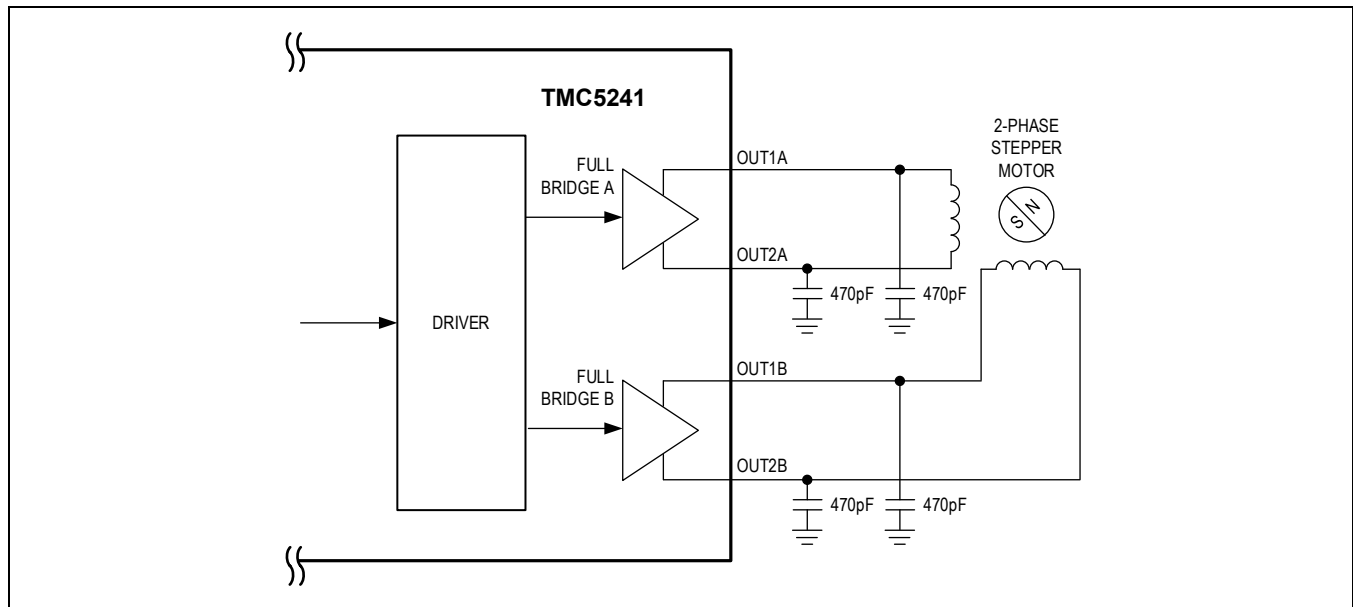 TMC5241
2-PHASE
STEPPER
MOTOR
FULL
BRIDGE A
OUT1A
S N
OUT2A
470pF 470pF
DRIVER
FULL
BRIDGE B
OUT1B
OUT2B
470pF 470pF